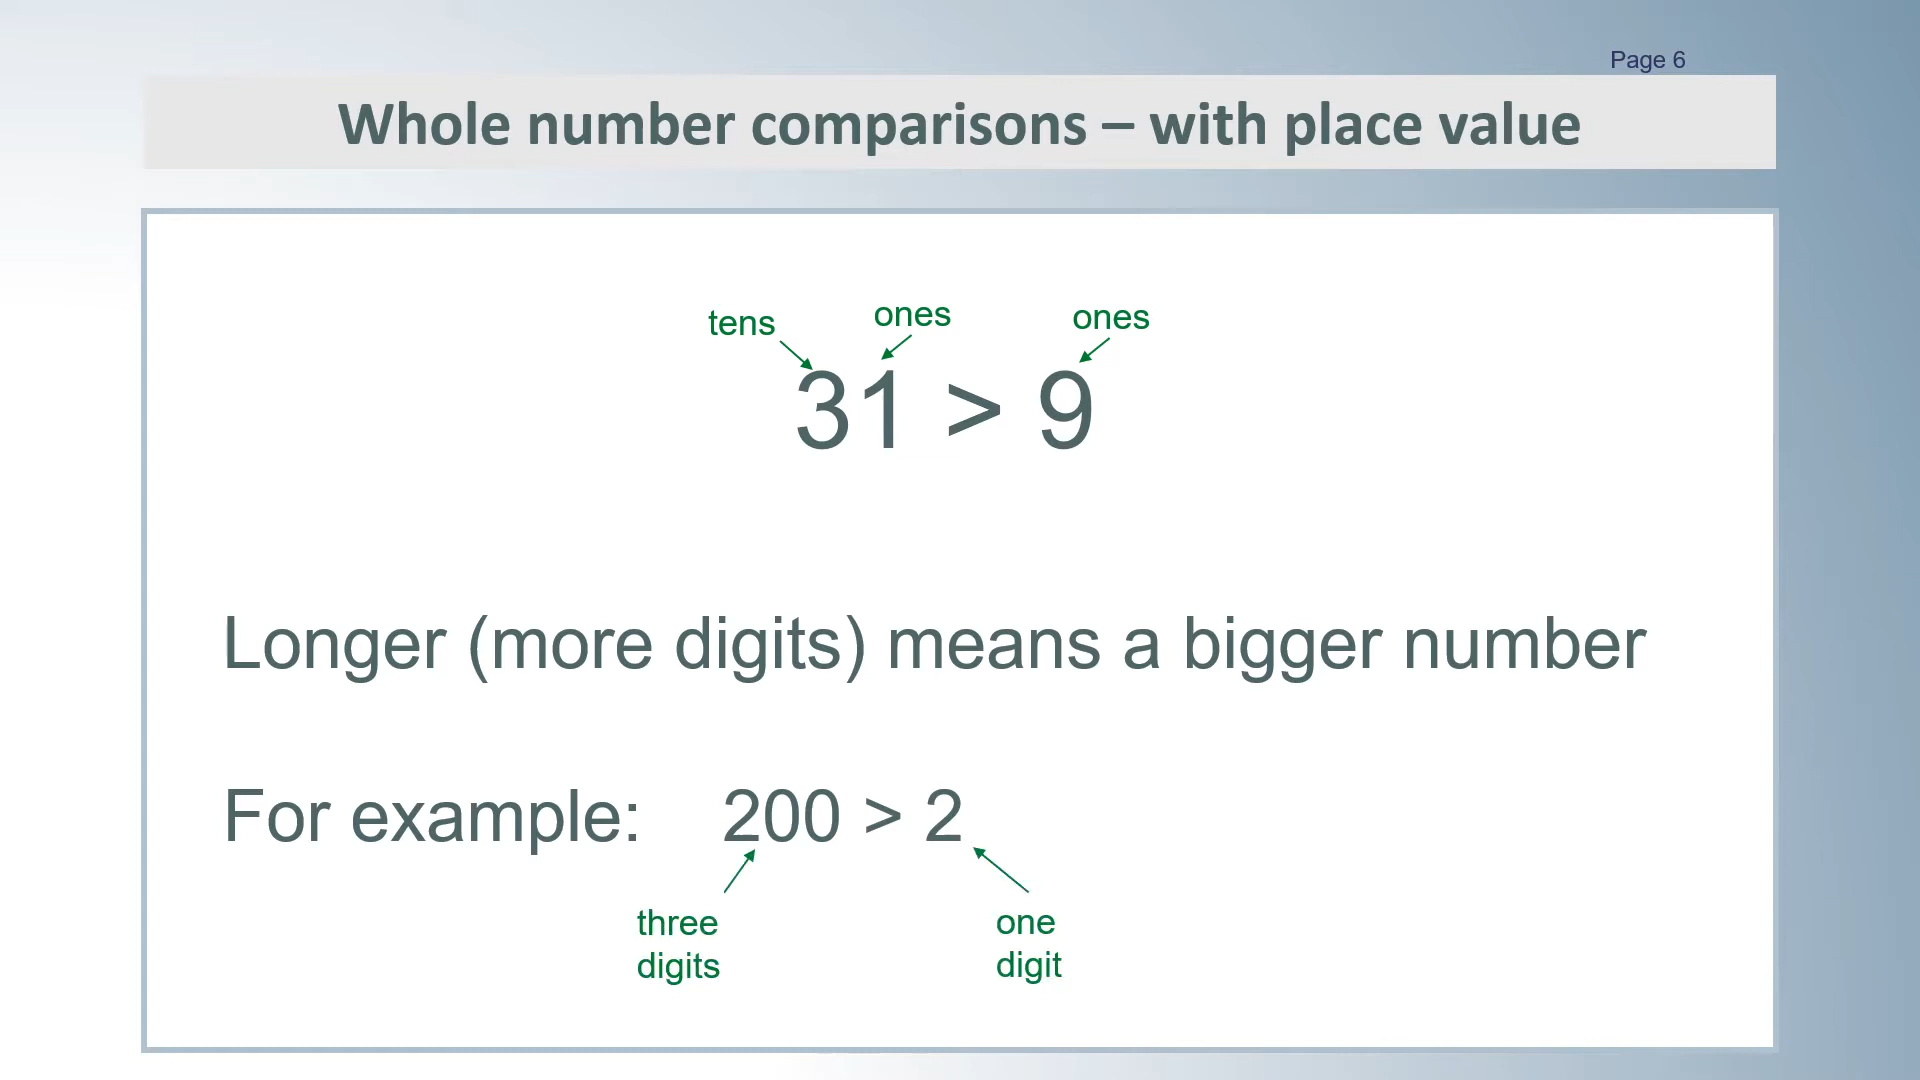 Page 6
Whole number comparisons – with place value
tens ones ones
31 > 9
Longer (more digits) means a bigger number
For example: 200 > 2
three digits
one digit